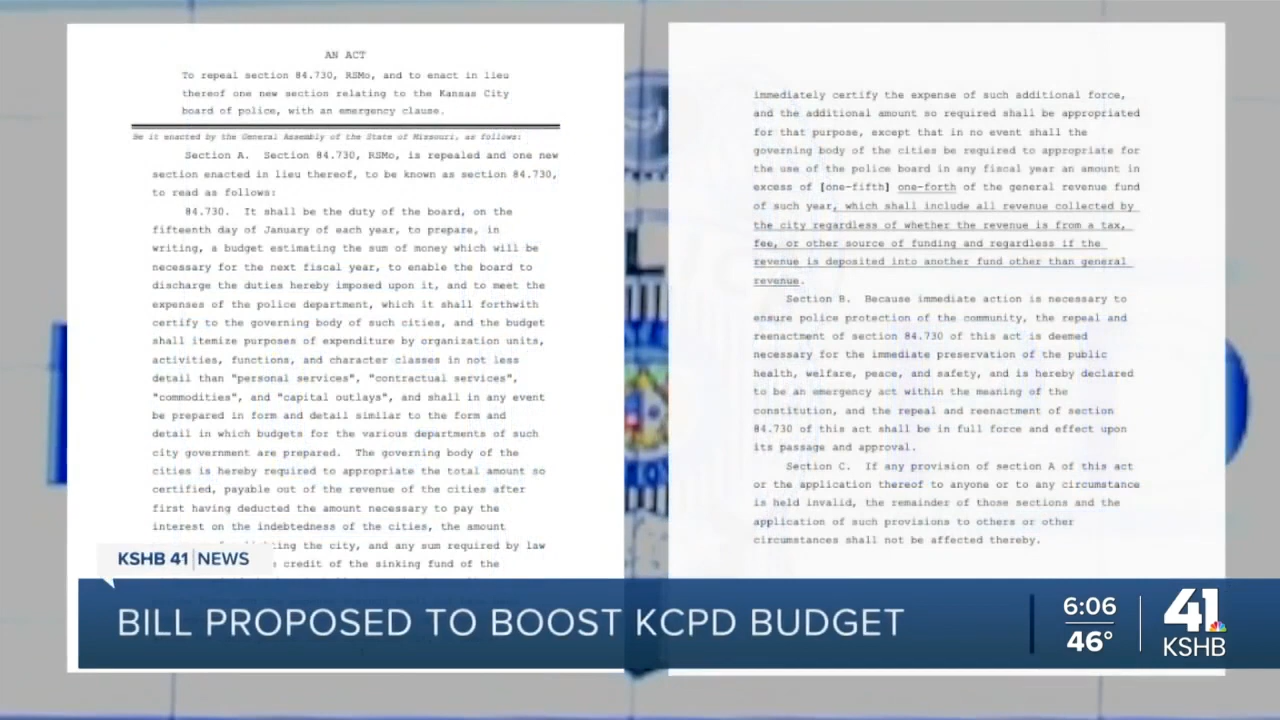 AN ACT
To repeal section 84.730, RSMo, and to enact in lieu
thereof one new section relating to the Kansas City
board of police, with an emergency clause.
Be it enacted by the General Assembly of the State of Missouri, as follows:
Section A. Section 84.730, RSMo, is repealed and one new
section enacted in lieu thereof, to be known as section 84.730,
to read as follows:
84.730. It shall be the duty of the board, on the
fifteenth day of January of each year, to prepare, in
writing, a budget estimating the sum of money which will be
necessary for the next fiscal year, to enable the board to
discharge the duties hereby imposed upon it, and to meet the
expenses of the police department, which it shall forthwith
certify to the governing body of such cities, and the budget
shall itemize purposes of expenditure by organization units,
activities, functions, and character classes in not less
detail than "personal services", "contractual services",
"commodities", and "capital outlays", and shall in any event
be prepared in form and detail similar to the form and
detail in which budgets for the various departments of such
city government are prepared. The governing body of the
cities is hereby required to appropriate the total amount so
certified, payable out of the revenue of the cities after
first having deducted the amount necessary to pay the
interest on the indebtedness of the cities, the amount
the city, and any sum required by law
credit of the sinking fund of the
immediately certify the expense of such additional force,
and the additional amount so required shall be appropriated
for that purpose, except that in no event shall the
governing body of the cities be required to appropriate for
the use of the police board in any fiscal year an amount in
excess of [one-fifth] one-forth of the general revenue fund
of such year, which shall include all revenue collected by
the city regardless of whether the revenue is from a tax,
fee, or other source of funding and regardless if the
revenue is deposited into another fund other than general
revenue.
Section B. Because immediate action is necessary to
ensure police protection of the community, the repeal and
reenactment of section 84.730 of this act is deemed
necessary for the immediate preservation of the public
health, welfare, peace, and safety, and is hereby declared
to be an emergency act within the meaning of the
constitution, and the repeal and reenactment of section
84.730 of this act shall be in full force and effect upon
its passage and approval.
Section C. If any provision of section A of this act
or the application thereof to anyone or to any circumstance
is held invalid, the remainder of those sections and the
application of such provisions to others or other
circumstances shall not be affected thereby.
KSHB 41 NEWS
BILL PROPOSED TO BOOST KCPD BUDGET
6:06
46°
41
KSHB